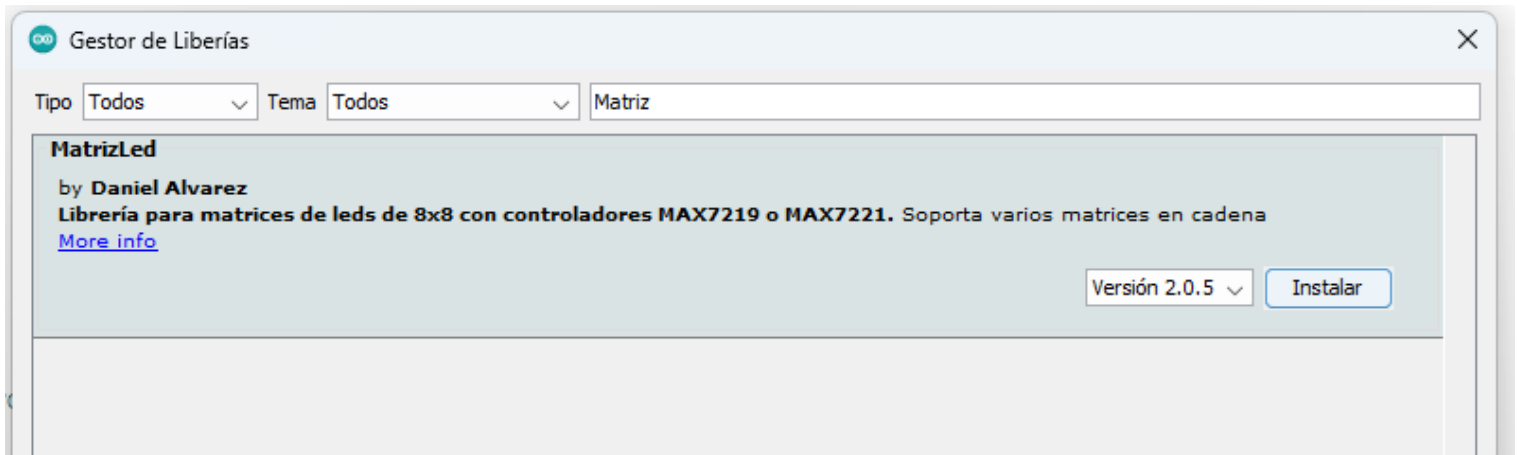 Gestor de Liberías
Tipo Todos Tema Todos Matriz
MatrizLed
by Daniel Alvarez
Librería para matrices de leds de 8x8 con controladores MAX7219 o MAX7221. Soporta varios matrices en cadena
More info
Versión 2.0.5 Instalar